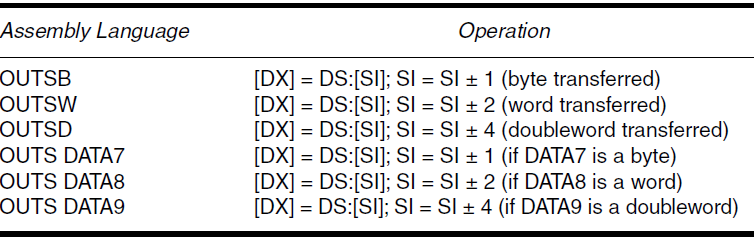 Assembly Language Operation
OUTSB [DX] = DS:[SI]; SI = SI ± 1 (byte transferred)
OUTSW [DX] = DS:[SI]; SI = SI ± 2 (word transferred)
OUTSD [DX] = DS:[SI]; SI = SI ± 4 (doubleword transferred)
OUTS DATA7 [DX] = DS:[SI]; SI = SI ± 1 (if DATA7 is a byte)
OUTS DATA8 [DX] = DS:[SI]; SI = SI ± 2 (if DATA8 is a word)
OUTS DATA9 [DX] = DS:[SI]; SI = SI ± 4 (if DATA9 is a doubleword)